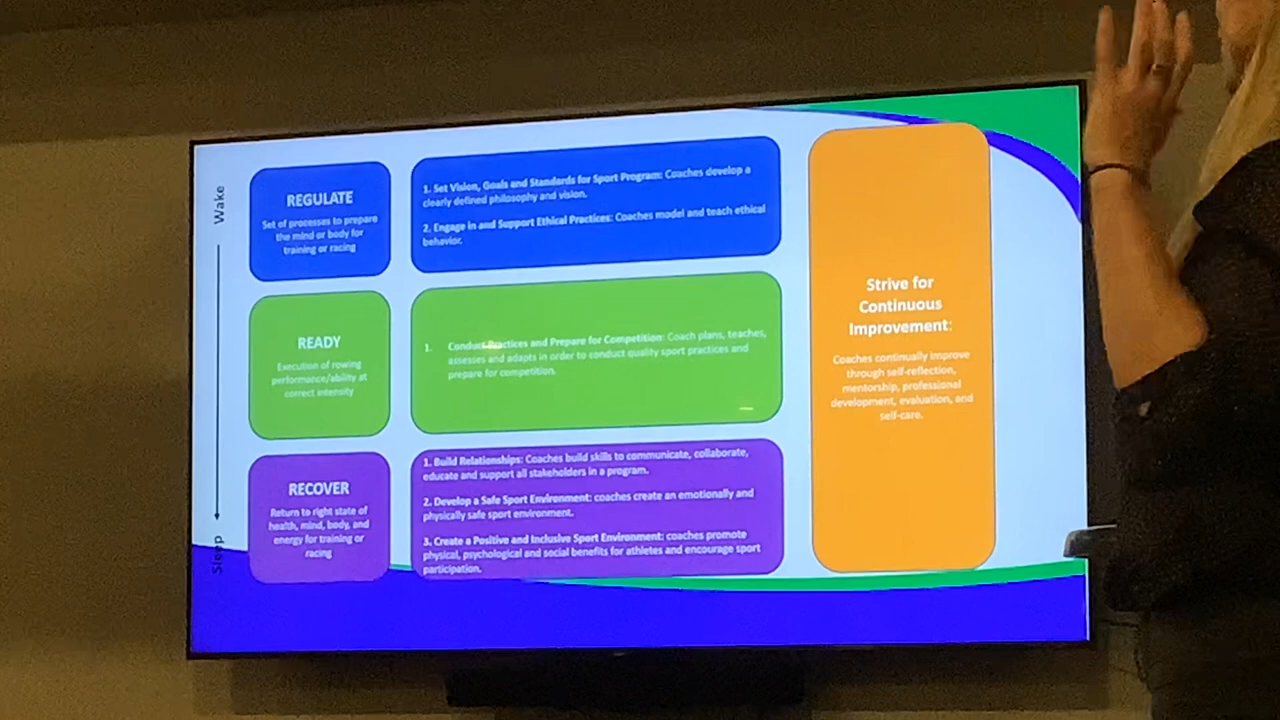 Wake
Sleep
REGULATE
Set of processes to prepare
the mind or body for
training or racing
1. Set Vision, Goals and Standards for Sport Program: Coaches develop a
clearly defined philosophy and vision.
2. Engage in and Support Ethical Practices: Coaches model and teach ethical
behavior.
READY
Execution of rowing
performance/ability at
correct intensity
1. Conduct Practices and Prepare for Competition: Coach plans, teaches,
assesses and adapts in order to conduct quality sport practices and
prepare for competition.
RECOVER
Return to right state of
health, mind, body, and
energy for training or
racing
1. Build Relationships: Coaches build skills to communicate, collaborate,
educate and support all stakeholders in a program.
2. Develop a Safe Sport Environment: coaches create an emotionally and
physically safe sport environment.
3. Create a Positive and Inclusive Sport Environment: coaches promote
physical, psychological and social benefits for athletes and encourage sport
participation.
Strive for
Continuous
Improvement:
Coaches continually improve
through self-reflection,
mentorship, professional
development, evaluation, and
self-care.